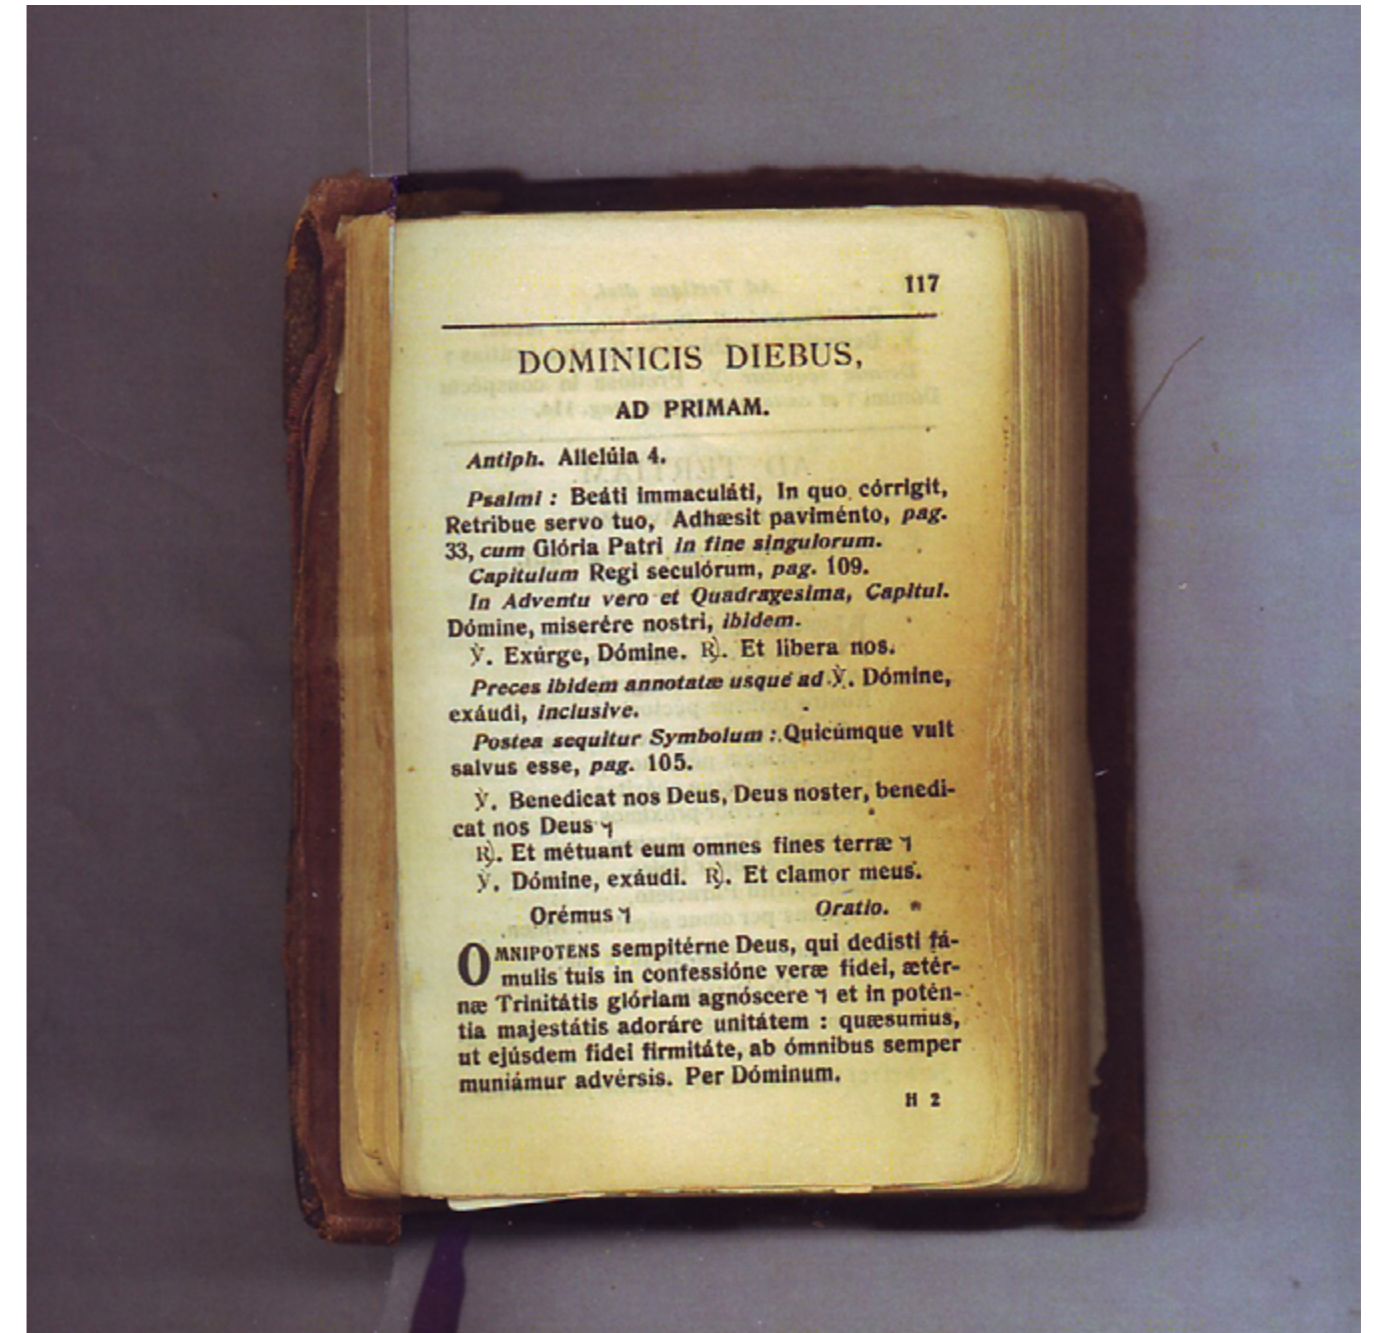 117
DOMINICIS DIEBUS,
AD PRIMAM.
Antiph. Allelúia 4.
Psalmi : Beáti immaculáti, In quo córrigit,
Retribue servo tuo, Adhæsit paviménto, pag.
33, cum Glória Patri in fine singulorum.
Capitulum Regi seculórum, pag. 109.
In Adventu vero et Quadragesima, Capitul.
Dómine, miserére nostri, ibidem.
℣. Exúrge, Dómine. ℟. Et libera nos.
Preces ibidem annotatæ usque ad ℣. Dómine,
exáudi, inclusive.
Postea sequitur Symbolum : Quicúmque vult
salvus esse, pag. 105.
℣. Benedicat nos Deus, Deus noster, benedi-
cat nos Deus ┐
℟. Et métuant eum omnes fines terræ ┐
℣. Dómine, exáudi. ℟. Et clamor meus.
Orémus ┐ Oratio.
OMNIPOTENS sempitérne Deus, qui dedisti fá-
mulis tuis in confessióne veræ fidei, ætér-
næ Trinitátis glóriam agnóscere ┐ et in potén-
tia majestátis adoráre unitátem : quæsumus,
ut ejúsdem fidei firmitáte, ab ómnibus semper
muniámur advérsis. Per Dóminum.
H 2